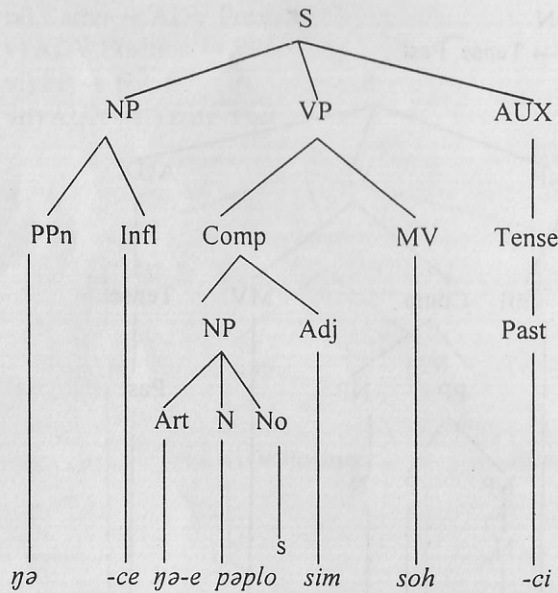 S
NP VP AUX
PPn Infl Comp MV Tense
NP Adj Past
Art N No
s
ŋə -ce ŋə-e pəplo sim soh -ci